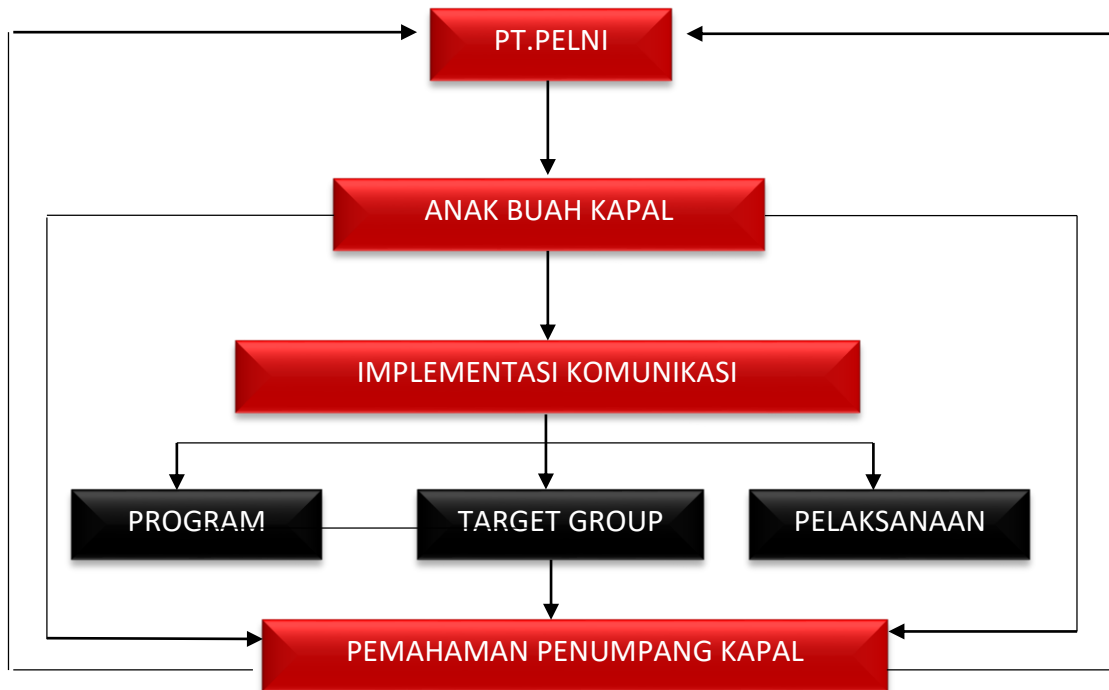 PT.PELNI
ANAK BUAH KAPAL
IMPLEMENTASI KOMUNIKASI
PROGRAM
TARGET GROUP
PELAKSANAAN
PEMAHAMAN PENUMPANG KAPAL